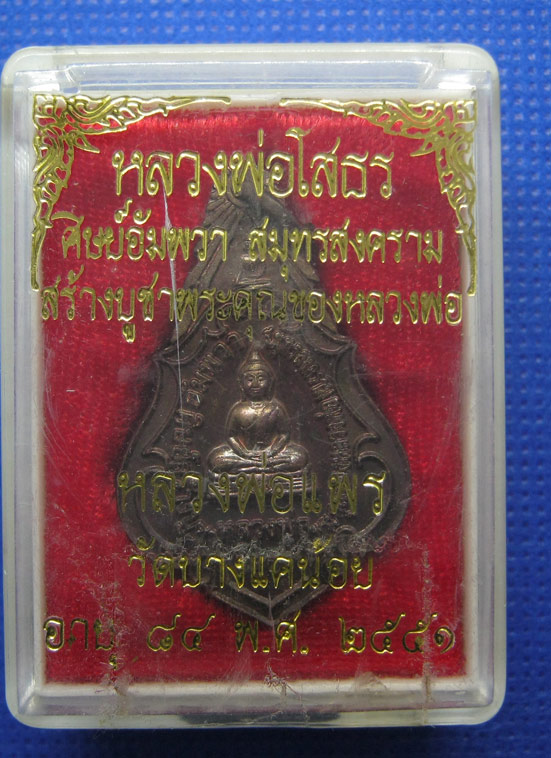 หลวงพ่อโสธร
ศิษย์อัมพวา สมุทรสงคราม
สร้างบูชาพระคุณของหลวงพ่อ
หลวงพ่อแพร
วัดบางแคน้อย
อายุ ๘๔ พ.ศ. ๒๕๕๑